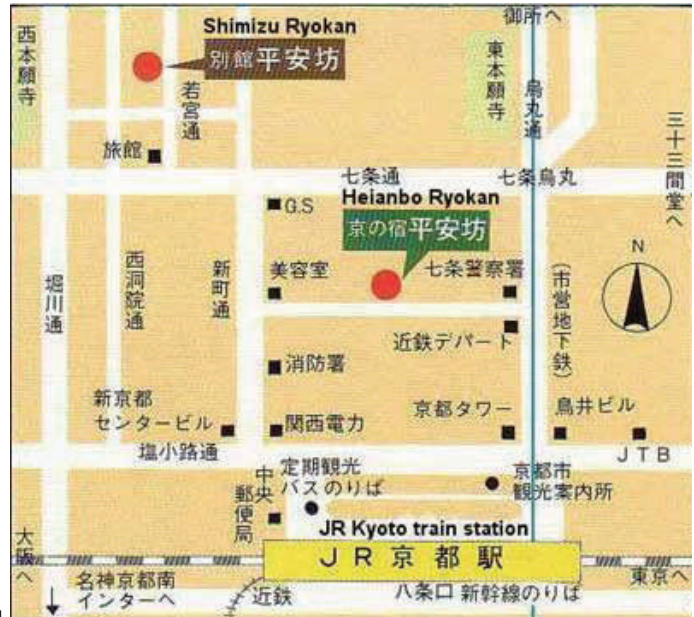 御所へ
西本願寺
Shimizu Ryokan
別館 平安坊
若宮通
東本願寺
烏丸通
旅館
三十三間堂へ
七条通
七条烏丸
Heianbo Ryokan
G.S
京の宿 平安坊
N
堀川通
西洞院通
新町通
美容室
七条警察署
(市営地下鉄)
近鉄デパート
消防署
新京都
センタービル
関西電力
京都タワー
鳥井ビル
塩小路通
JTB
中央
郵便局
定期観光
バスのりば
京都市
観光案内所
JR Kyoto train station
JR京都駅
大阪へ
東京へ
名神京都南
インターへ
近鉄
八条口 新幹線のりば